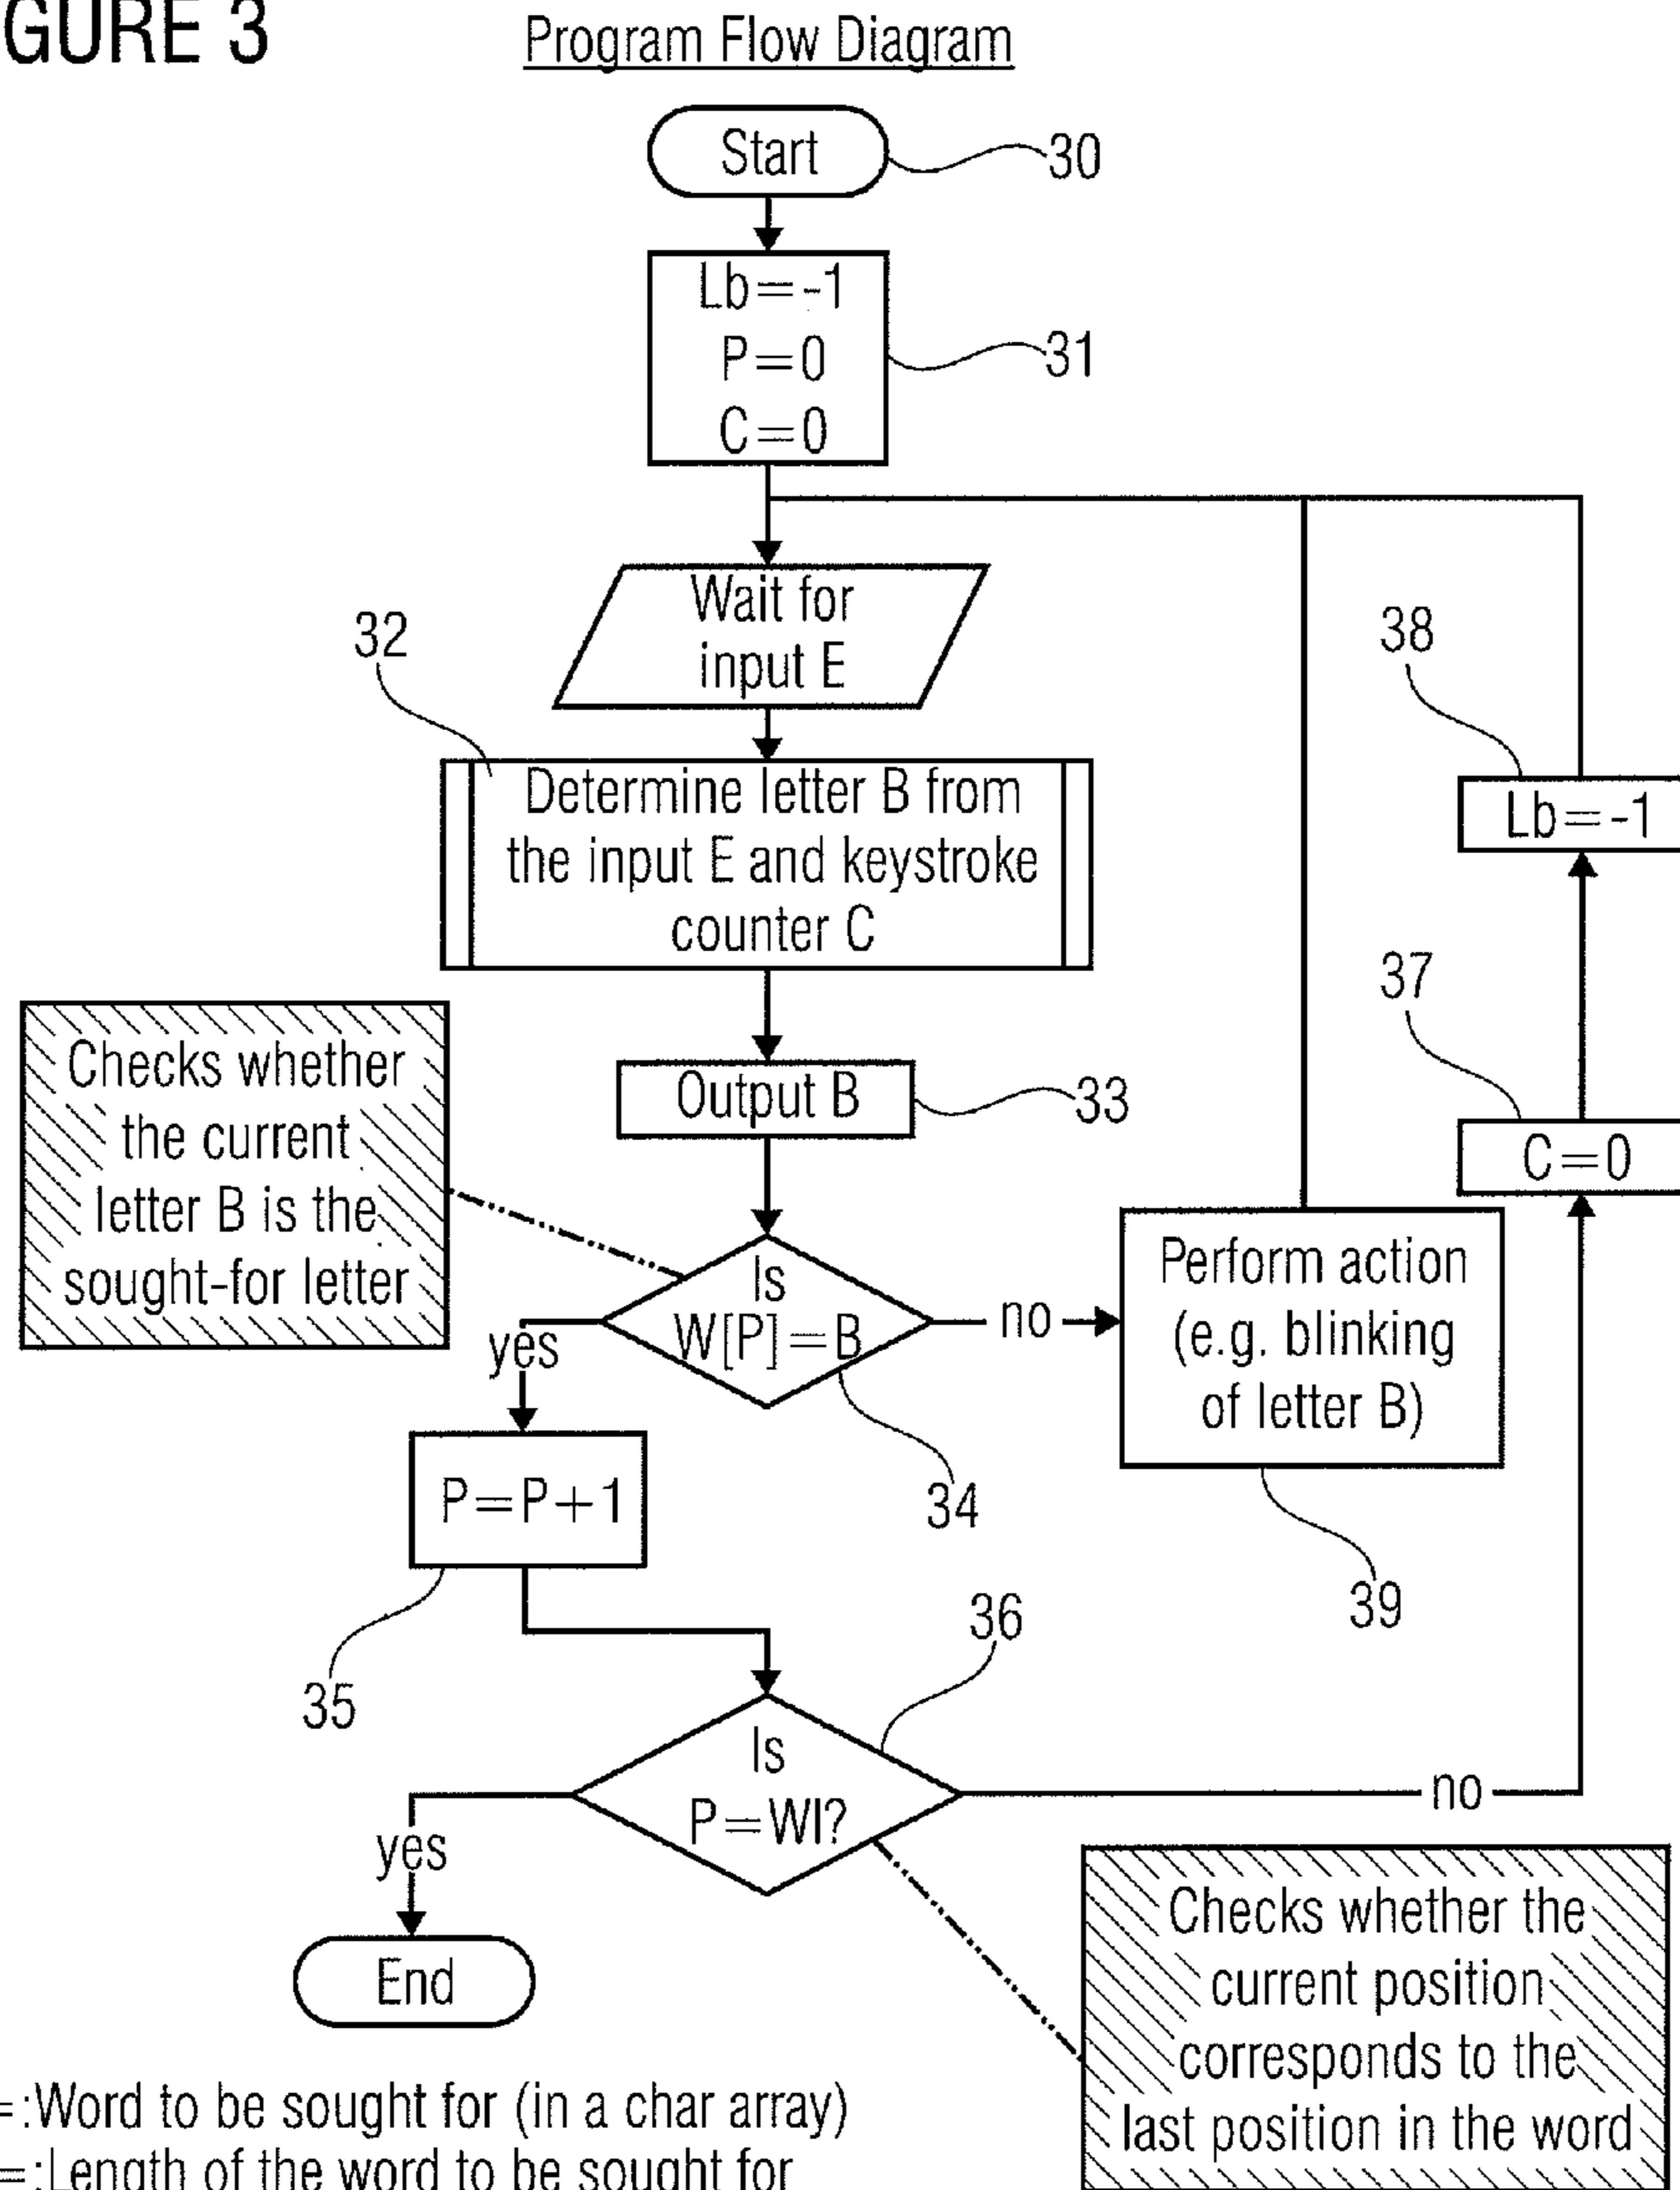 GURE 3
Program Flow Diagram
Start
30
Lb=-1
P=0
C=0
31
Wait for
input E
32
Determine letter B from
the input E and keystroke
counter C
38
Lb=-1
37
C=0
Checks whether
the current
letter B is the
sought-for letter
Output B
33
Is
W[P]=B
yes
no
34
Perform action
(e.g. blinking
of letter B)
39
P=P+1
35
36
Is
P=Wl?
yes
no
End
Checks whether the
current position
corresponds to the
last position in the word
=:Word to be sought for (in a char array)
=:Length of the word to be sought for